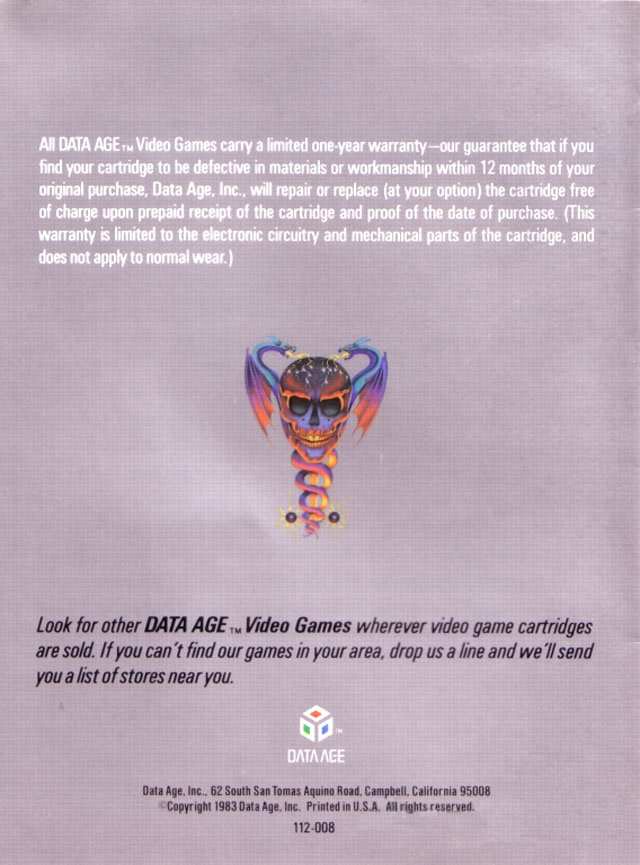 All DATA AGE™ Video Games carry a limited one-year warranty—our guarantee that if you
find your cartridge to be defective in materials or workmanship within 12 months of your
original purchase, Data Age, Inc., will repair or replace (at your option) the cartridge free
of charge upon prepaid receipt of the cartridge and proof of the date of purchase. (This
warranty is limited to the electronic circuitry and mechanical parts of the cartridge, and
does not apply to normal wear.)
Look for other DATA AGE™ Video Games wherever video game cartridges
are sold. If you can't find our games in your area, drop us a line and we'll send
you a list of stores near you.
TM
DATA AGE
Data Age, Inc., 62 South San Tomas Aquino Road, Campbell, California 95008
©Copyright 1983 Data Age, Inc. Printed in U.S.A. All rights reserved.
112-008